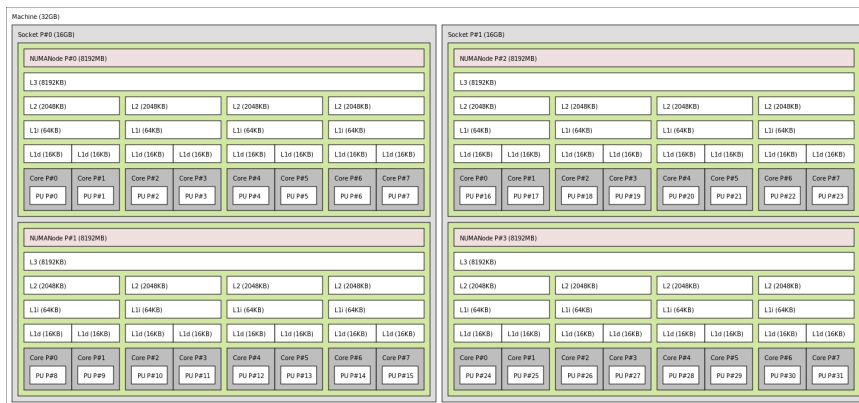 Machine (32GB)
Socket P#0 (16GB)
NUMANode P#0 (8192MB)
L3 (8192KB)
L2 (2048KB) L2 (2048KB) L2 (2048KB) L2 (2048KB)
L1i (64KB) L1i (64KB) L1i (64KB) L1i (64KB)
L1d (16KB) L1d (16KB) L1d (16KB) L1d (16KB) L1d (16KB) L1d (16KB) L1d (16KB) L1d (16KB)
Core P#0 Core P#1 Core P#2 Core P#3 Core P#4 Core P#5 Core P#6 Core P#7
PU P#0 PU P#1 PU P#2 PU P#3 PU P#4 PU P#5 PU P#6 PU P#7
NUMANode P#1 (8192MB)
L3 (8192KB)
L2 (2048KB) L2 (2048KB) L2 (2048KB) L2 (2048KB)
L1i (64KB) L1i (64KB) L1i (64KB) L1i (64KB)
L1d (16KB) L1d (16KB) L1d (16KB) L1d (16KB) L1d (16KB) L1d (16KB) L1d (16KB) L1d (16KB)
Core P#0 Core P#1 Core P#2 Core P#3 Core P#4 Core P#5 Core P#6 Core P#7
PU P#8 PU P#9 PU P#10 PU P#11 PU P#12 PU P#13 PU P#14 PU P#15
Socket P#1 (16GB)
NUMANode P#2 (8192MB)
L3 (8192KB)
L2 (2048KB) L2 (2048KB) L2 (2048KB) L2 (2048KB)
L1i (64KB) L1i (64KB) L1i (64KB) L1i (64KB)
L1d (16KB) L1d (16KB) L1d (16KB) L1d (16KB) L1d (16KB) L1d (16KB) L1d (16KB) L1d (16KB)
Core P#0 Core P#1 Core P#2 Core P#3 Core P#4 Core P#5 Core P#6 Core P#7
PU P#16 PU P#17 PU P#18 PU P#19 PU P#20 PU P#21 PU P#22 PU P#23
NUMANode P#3 (8192MB)
L3 (8192KB)
L2 (2048KB) L2 (2048KB) L2 (2048KB) L2 (2048KB)
L1i (64KB) L1i (64KB) L1i (64KB) L1i (64KB)
L1d (16KB) L1d (16KB) L1d (16KB) L1d (16KB) L1d (16KB) L1d (16KB) L1d (16KB) L1d (16KB)
Core P#0 Core P#1 Core P#2 Core P#3 Core P#4 Core P#5 Core P#6 Core P#7
PU P#24 PU P#25 PU P#26 PU P#27 PU P#28 PU P#29 PU P#30 PU P#31